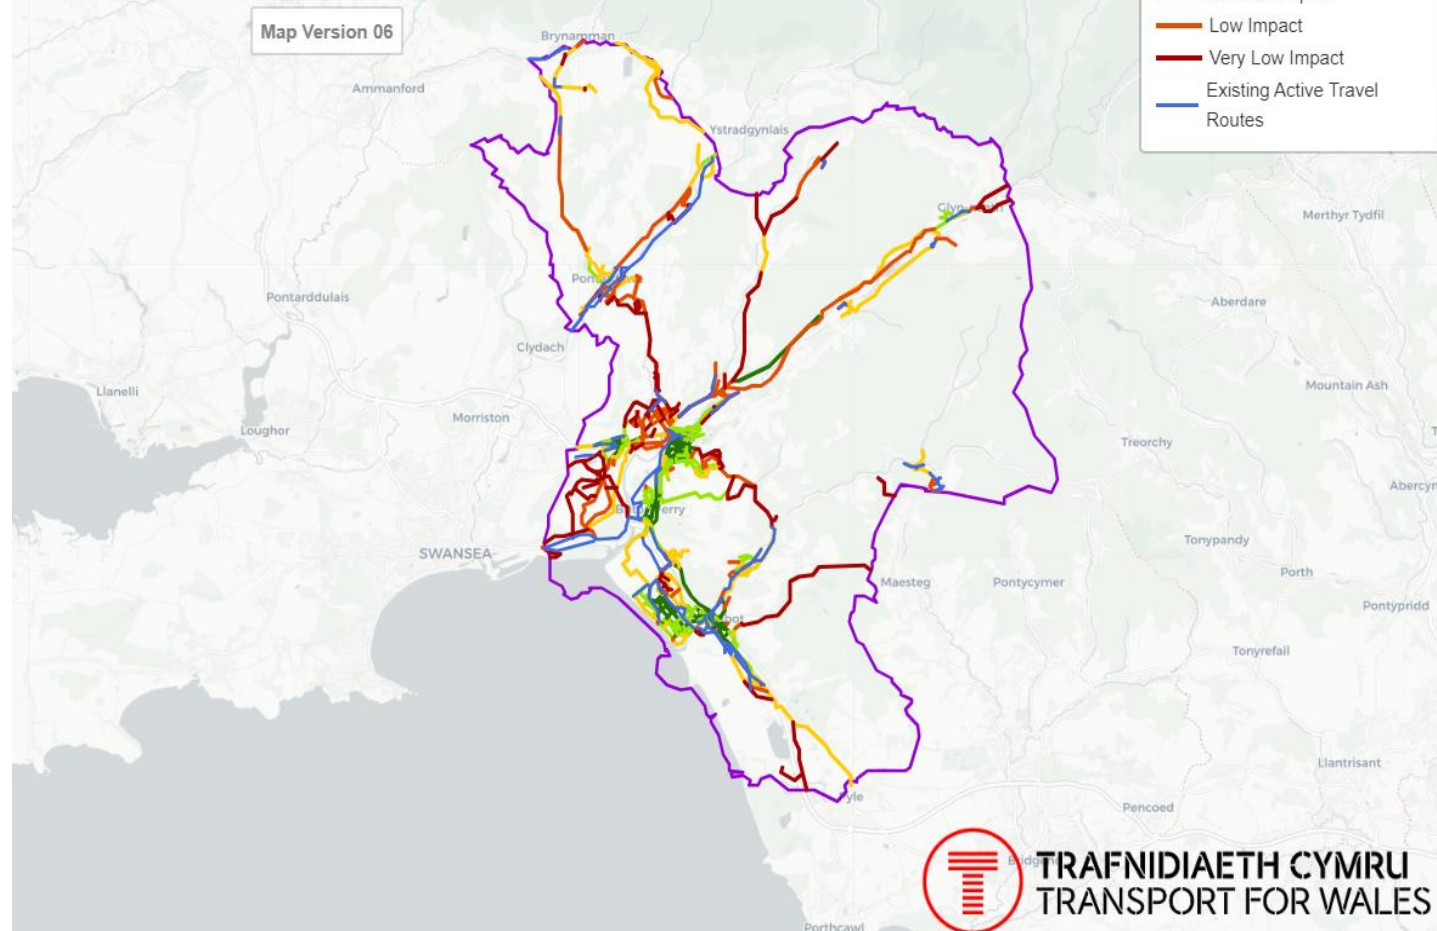 Map Version 06
Low Impact
Very Low Impact
Existing Active Travel
Routes
Brynamman
Ammanford
Ystradgynlais
Merthyr Tydfil
Pontarddulais
Aberdare
Clydach
Llanelli
Mountain Ash
Morriston
Loughor
Treorchy
SWANSEA
Tonypandy
Maesteg
Pontycymer
Porth
Pontypridd
Tonyrefail
Llantrisant
Pencoed
TRAFNIDIAETH CYMRU
TRANSPORT FOR WALES
Porthcawl